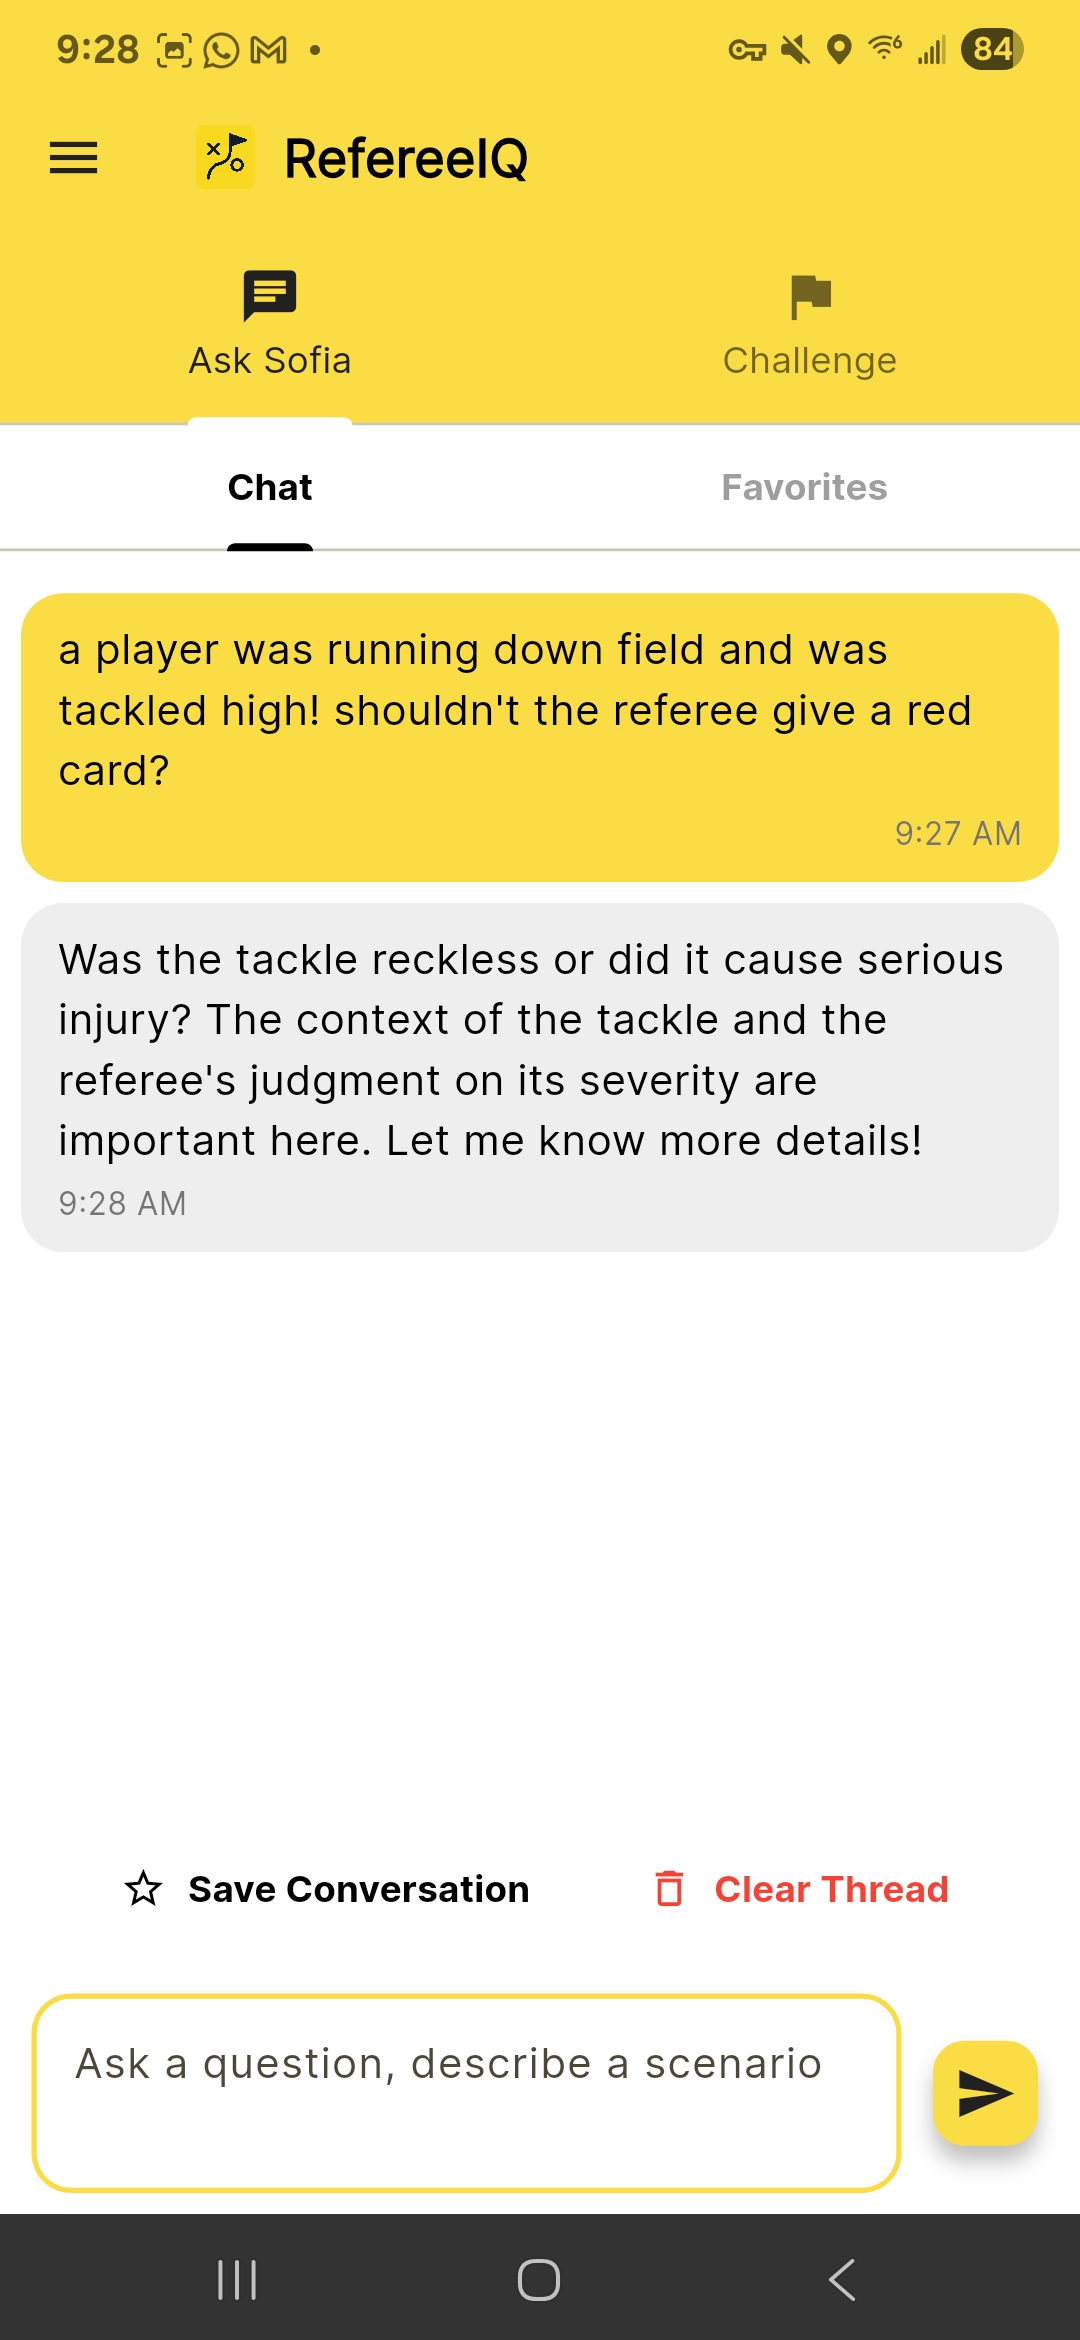 9:28
6
84
RefereeIQ
Ask Sofia
Challenge
Chat
Favorites
a player was running down field and was
tackled high! shouldn't the referee give a red
card?
9:27 AM
Was the tackle reckless or did it cause serious
injury? The context of the tackle and the
referee's judgment on its severity are
important here. Let me know more details!
9:28 AM
Save Conversation
Clear Thread
Ask a question, describe a scenario